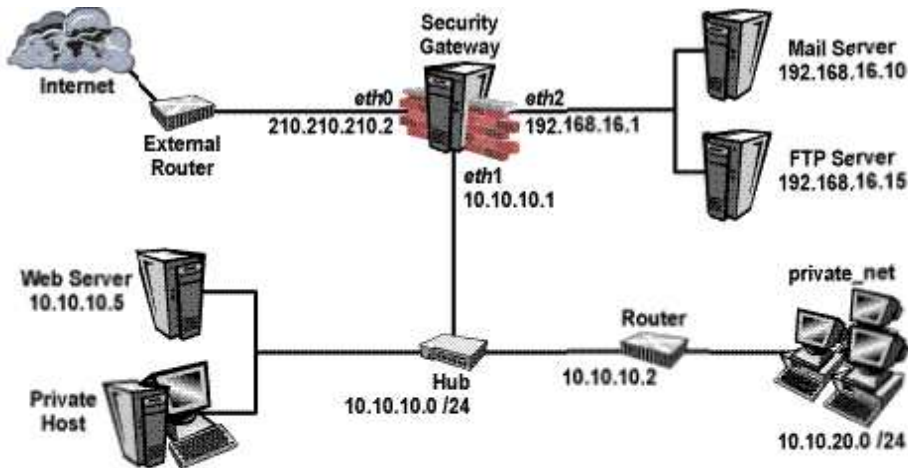 Internet
External
Router
Security
Gateway
eth0
210.210.210.2
eth2
192.168.16.1
eth1
10.10.10.1
Mail Server
192.168.16.10
FTP Server
192.168.16.15
Web Server
10.10.10.5
Private
Host
Hub
10.10.10.0 /24
Router
10.10.10.2
private_net
10.10.20.0 /24